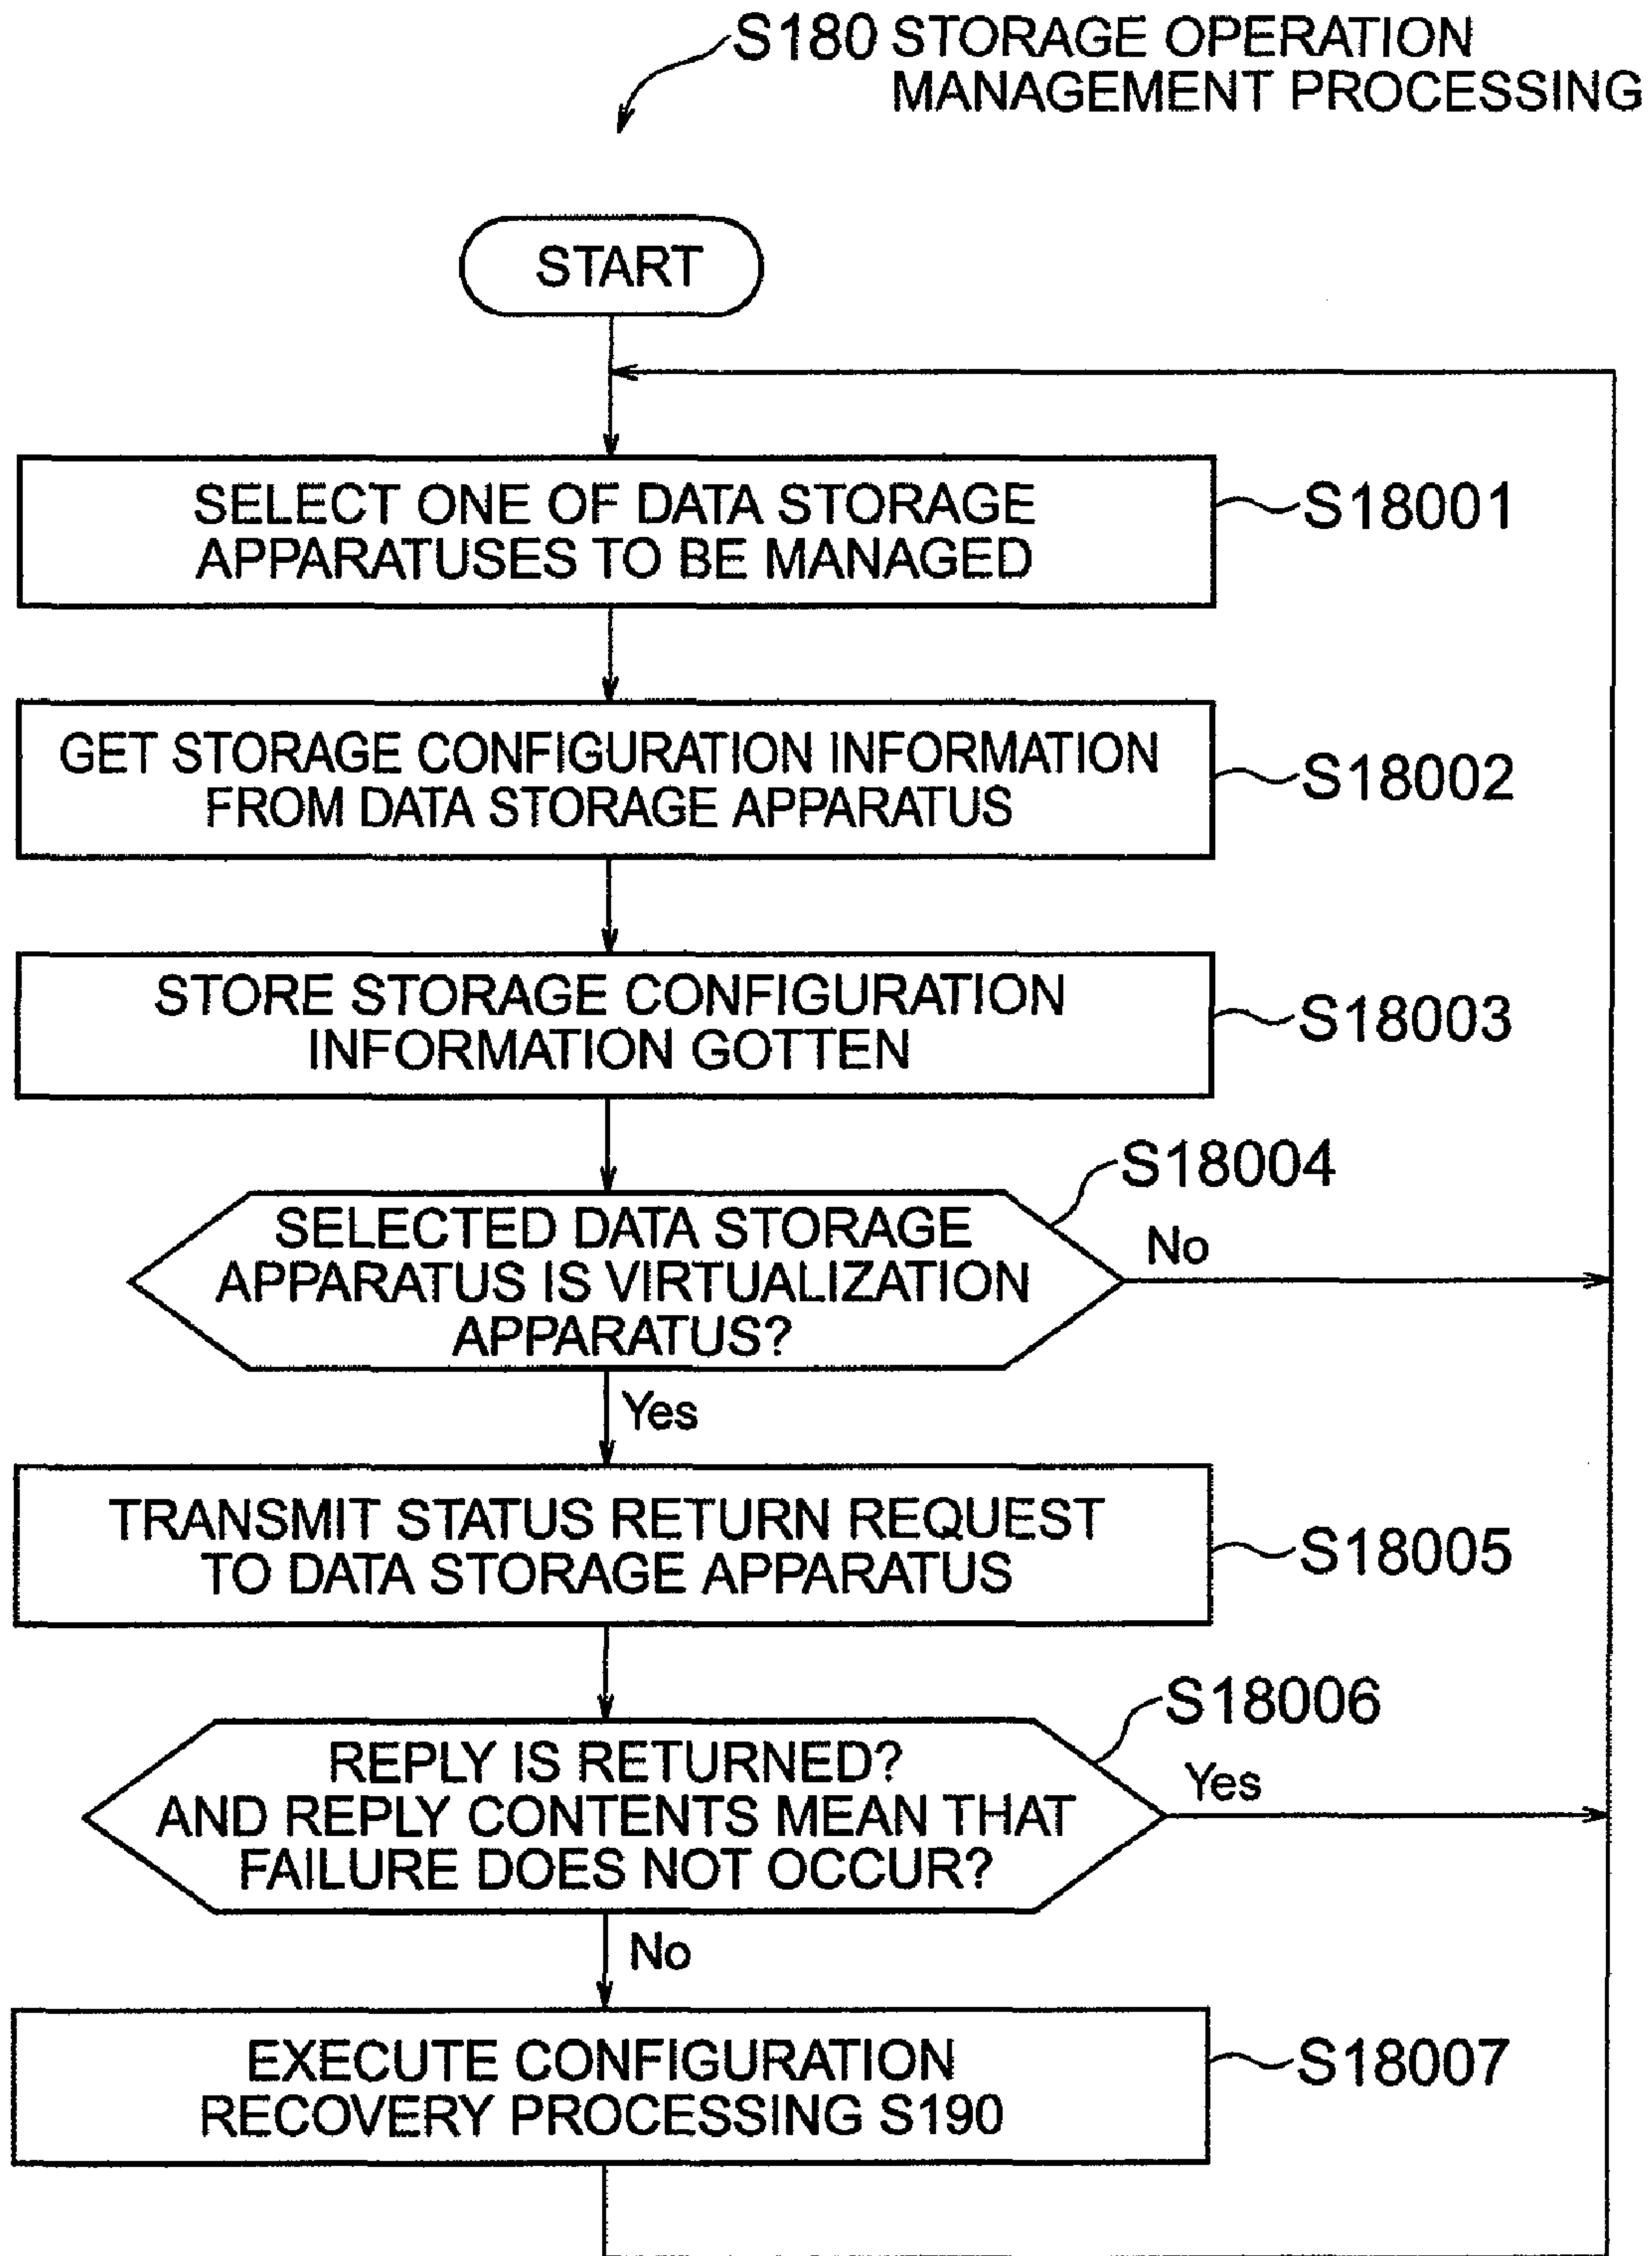 S180 STORAGE OPERATION
MANAGEMENT PROCESSING
START
SELECT ONE OF DATA STORAGE
APPARATUSES TO BE MANAGED
S18001
GET STORAGE CONFIGURATION INFORMATION
FROM DATA STORAGE APPARATUS
S18002
STORE STORAGE CONFIGURATION
INFORMATION GOTTEN
S18003
S18004
SELECTED DATA STORAGE
APPARATUS IS VIRTUALIZATION
APPARATUS?
No
Yes
TRANSMIT STATUS RETURN REQUEST
TO DATA STORAGE APPARATUS
S18005
S18006
REPLY IS RETURNED?
AND REPLY CONTENTS MEAN THAT
FAILURE DOES NOT OCCUR?
Yes
No
EXECUTE CONFIGURATION
RECOVERY PROCESSING S190
S18007